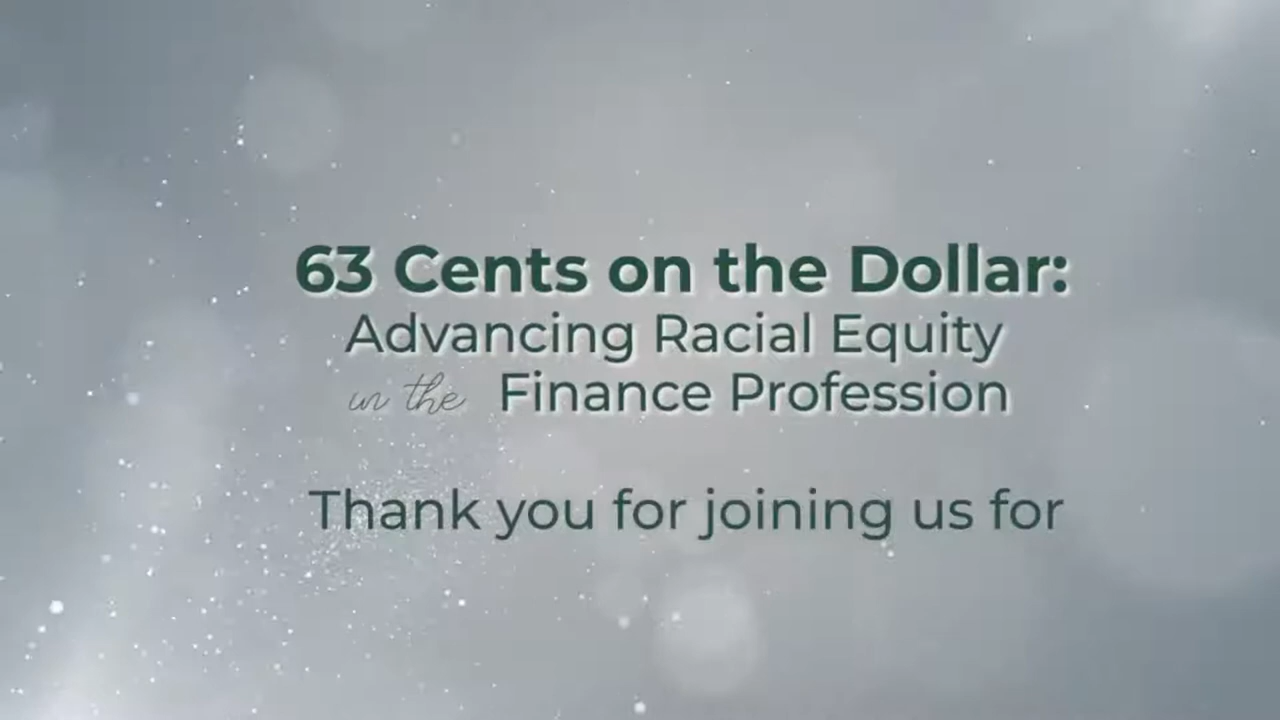 63 Cents on the Dollar:
Advancing Racial Equity
in the Finance Profession
Thank you for joining us for